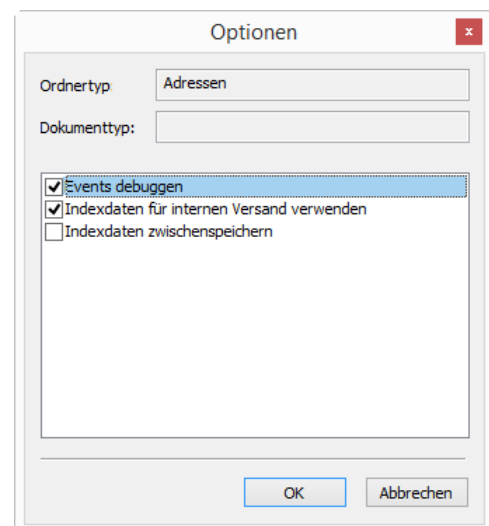 Optionen
x
Ordnertyp
Adressen
Dokumenttyp:
Events debuggen
Indexdaten für internen Versand verwenden
Indexdaten zwischenspeichern
OK
Abbrechen